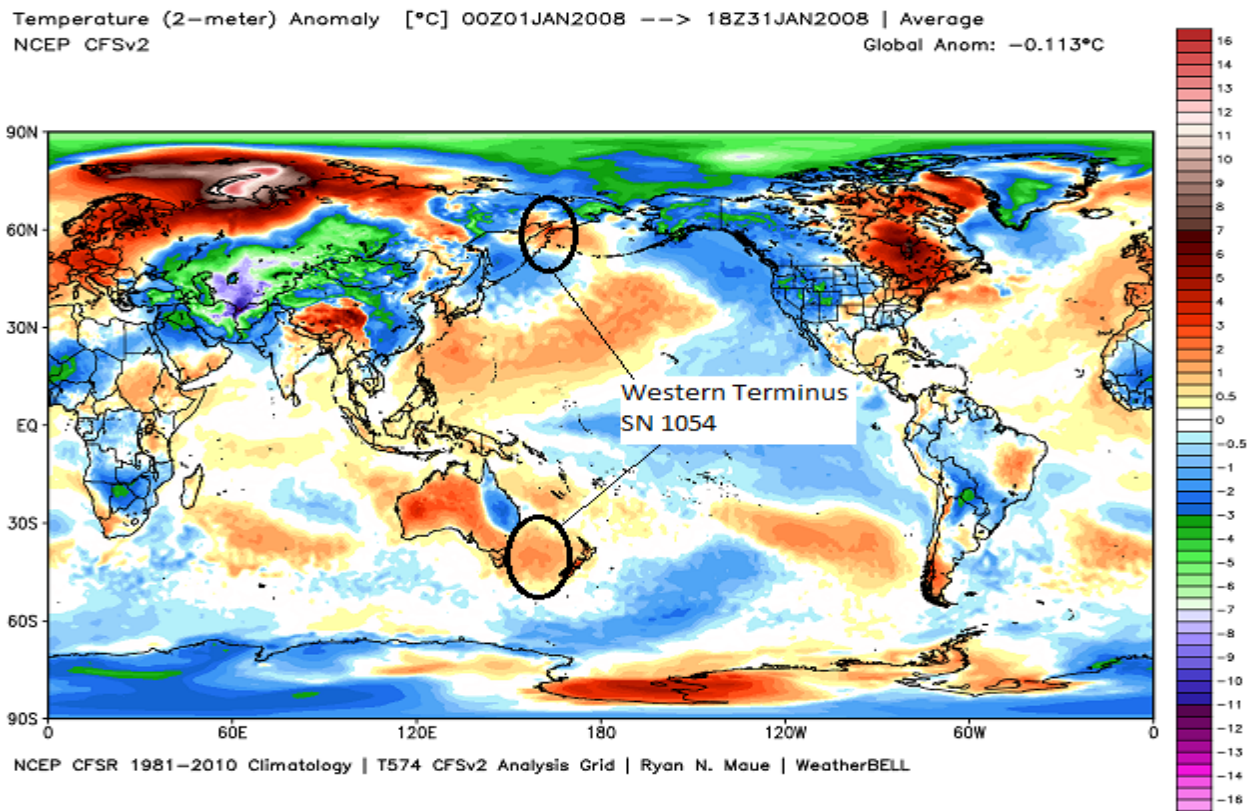 Temperature (2-meter) Anomaly [°C] 00Z01JAN2008 --> 18Z31JAN2008 | Average
NCEP CFSv2
Global Anom: -0.113°C
90N
60N
30N
EQ
30S
60S
90S
0
60E
120E
180
120W
60W
0
Western Terminus
SN 1054
16
14
13
12
11
10
9
8
7
6
5
4
3
2
1
0.5
0
-0.5
-1
-2
-3
-4
-5
-6
-7
-8
-9
-10
-11
-12
-13
-14
-16
NCEP CFSR 1981-2010 Climatology | T574 CFSv2 Analysis Grid | Ryan N. Maue | WeatherBELL